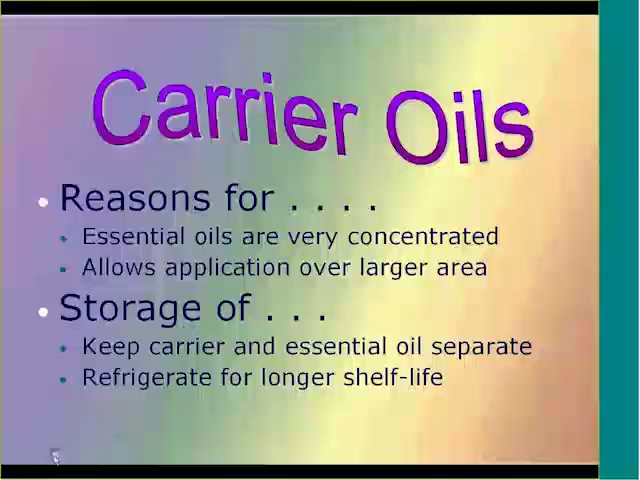 Carrier Oils
Reasons for . . . .
Essential oils are very concentrated
Allows application over larger area
Storage of . . .
Keep carrier and essential oil separate
Refrigerate for longer shelf-life